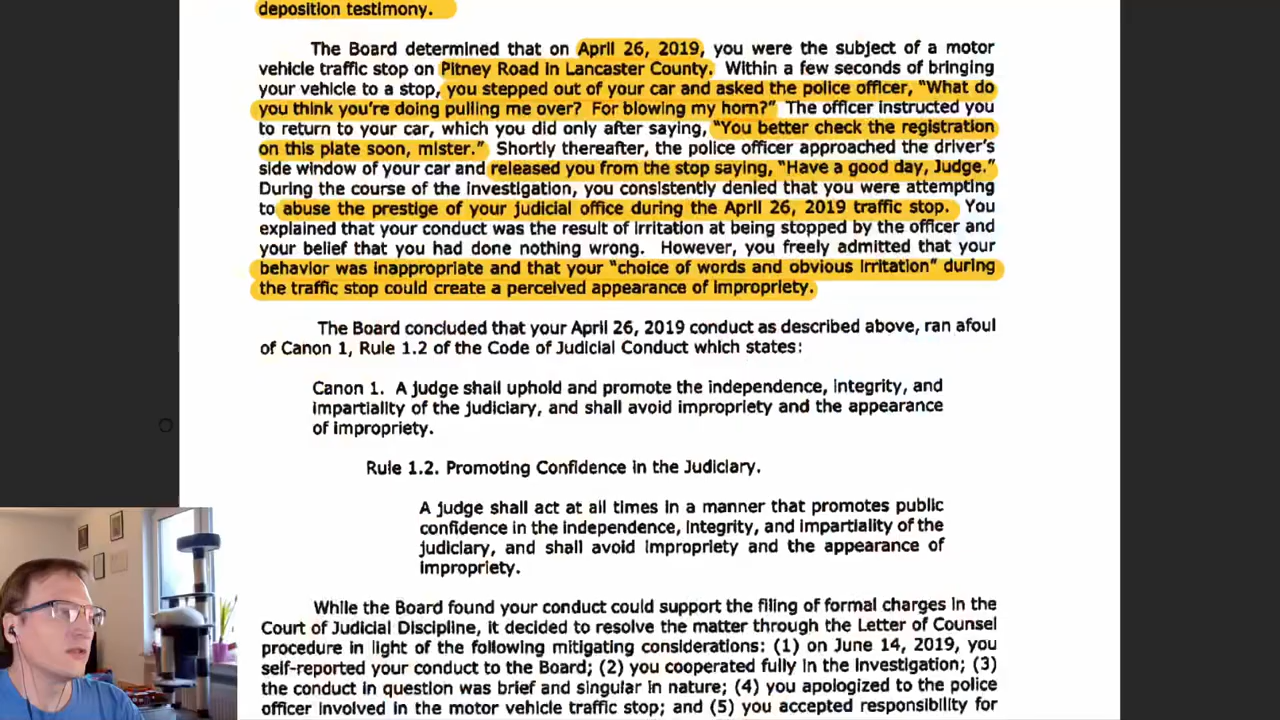 deposition testimony.
The Board determined that on April 26, 2019, you were the subject of a motor
vehicle traffic stop on Pitney Road in Lancaster County. Within a few seconds of bringing
your vehicle to a stop, you stepped out of your car and asked the police officer, "What do
you think you're doing pulling me over? For blowing my horn?" The officer instructed you
to return to your car, which you did only after saying, "You better check the registration
on this plate soon, mister." Shortly thereafter, the police officer approached the driver's
side window of your car and released you from the stop saying, "Have a good day, Judge."
During the course of the investigation, you consistently denied that you were attempting
to abuse the prestige of your judicial office during the April 26, 2019 traffic stop. You
explained that your conduct was the result of irritation at being stopped by the officer and
your belief that you had done nothing wrong. However, you freely admitted that your
behavior was inappropriate and that your "choice of words and obvious irritation" during
the traffic stop could create a perceived appearance of impropriety.
The Board concluded that your April 26, 2019 conduct as described above, ran afoul
of Canon 1, Rule 1.2 of the Code of Judicial Conduct which states:
Canon 1. A judge shall uphold and promote the independence, integrity, and
impartiality of the judiciary, and shall avoid impropriety and the appearance
of impropriety.
Rule 1.2. Promoting Confidence in the Judiciary.
A judge shall act at all times in a manner that promotes public
confidence in the independence, integrity, and impartiality of the
judiciary, and shall avoid impropriety and the appearance of
impropriety.
While the Board found your conduct could support the filing of formal charges in the
Court of Judicial Discipline, it decided to resolve the matter through the Letter of Counsel
procedure in light of the following mitigating considerations: (1) on June 14, 2019, you
self-reported your conduct to the Board; (2) you cooperated fully in the investigation; (3)
the conduct in question was brief and singular in nature; (4) you apologized to the police
officer involved in the motor vehicle traffic stop; and (5) you accepted responsibility for